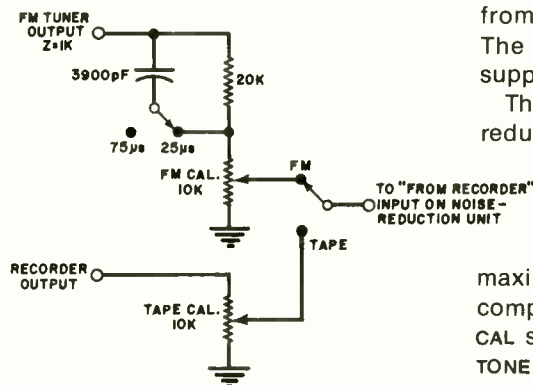 FM TUNER
OUTPUT
Z=1K
3900pF
20K
75µs 25µs
FM CAL.
10K
FM
TO "FROM RECORDER"
INPUT ON NOISE-
REDUCTION UNIT
TAPE
RECORDER
OUTPUT
TAPE CAL.
10K
from
The
supp
Th
redu
maxi
comp
CAL S
TONE